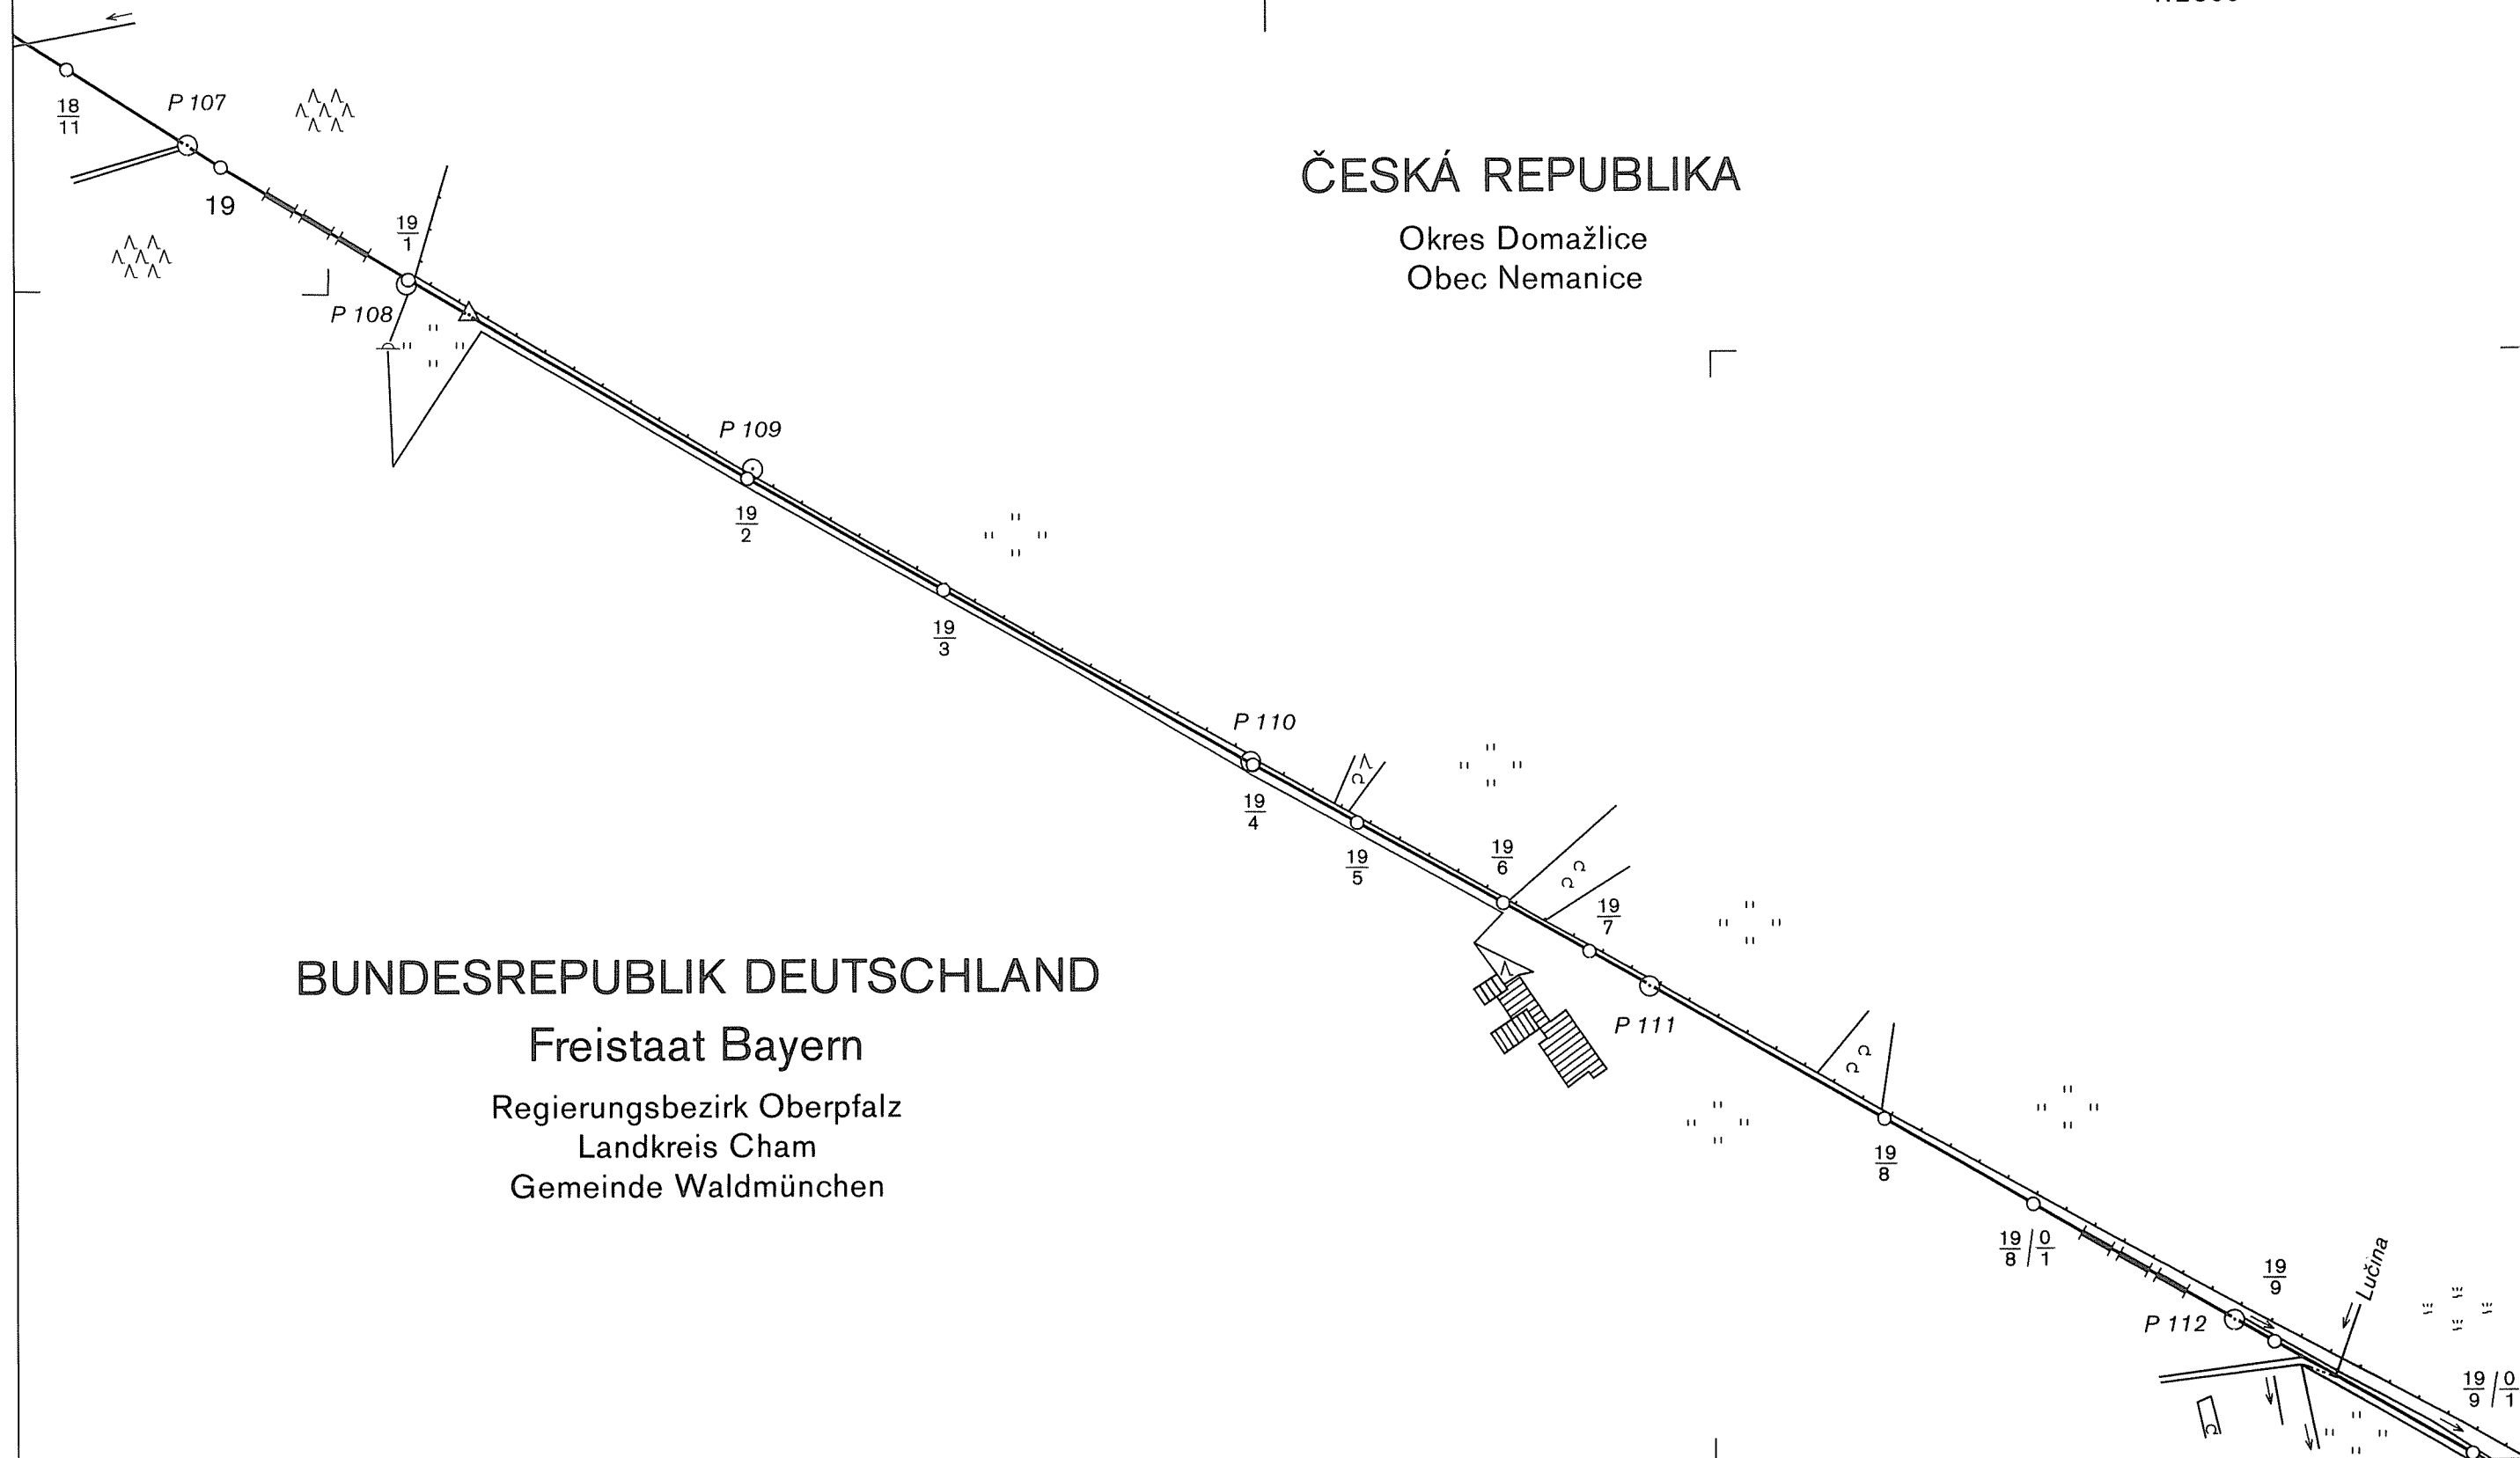 18
11
P 107
19
19
1
P 108
ČESKÁ REPUBLIKA
Okres Domažlice
Obec Nemanice
P 109
19
2
19
3
P 110
19
4
19
5
19
6
19
7
P 111
BUNDESREPUBLIK DEUTSCHLAND
Freistaat Bayern
Regierungsbezirk Oberpfalz
Landkreis Cham
Gemeinde Waldmünchen
19
8
19 / 0
8 / 1
19
9
Lučina
P 112
19 / 0
9 / 1